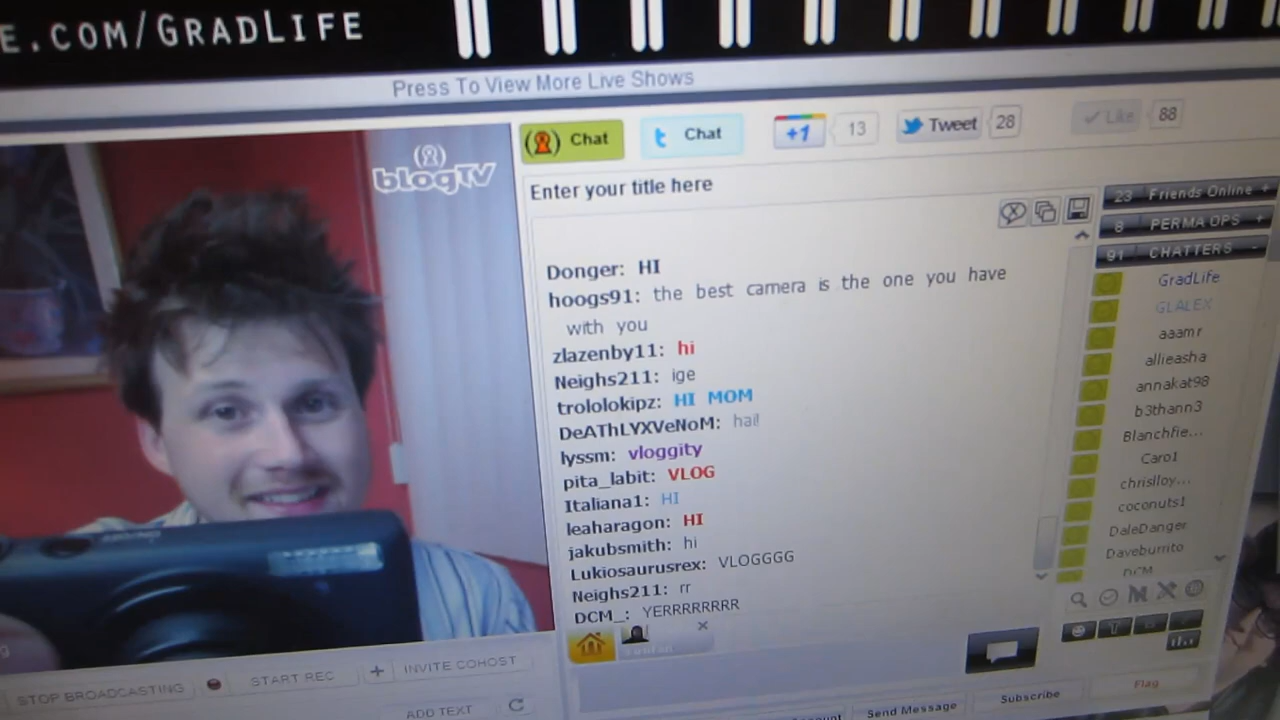 E.COM/GRADLIFE
Press To View More Live Shows
blogTV
Chat
Chat
+1
13
Tweet
28
Like
88
Enter your title here
Donger: HI
hoogs91: the best camera is the one you have
with you
zlazenby11: hi
Neighs211: ige
trololokipz: HI MOM
DeAThLYXVeNoM: hai!
lyssm: vloggity
pita_labit: VLOG
Italiana1: HI
leaharagon: HI
jakubsmith: hi
Lukiosaurusrex: VLOGGGG
Neighs211: rr
DCM_: YERRRRRRRR
23 Friends Online +
8 PERMA OPS +
91 CHATTERS -
GradLife
GLALEX
aaamr
allieasha
annakat98
b3thann3
Blanchfie...
Caro1
chrislloy...
coconuts1
DaleDanger
Daveburrito
DCM
STOP BROADCASTING
START REC
+ INVITE COHOST
ADD TEXT
Send Message
Subscribe
Flag